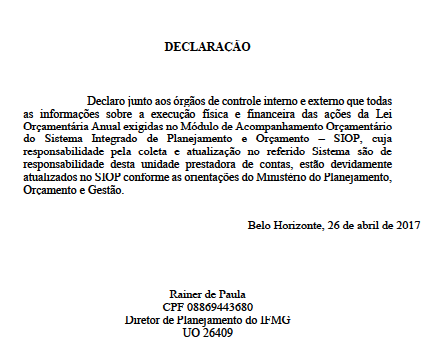 DECLARAÇÃO
Declaro junto aos órgãos de controle interno e externo que todas
as informações sobre a execução física e financeira das ações da Lei
Orçamentária Anual exigidas no Módulo de Acompanhamento Orçamentário
do Sistema Integrado de Planejamento e Orçamento – SIOP, cuja
responsabilidade pela coleta e atualização no referido Sistema são de
responsabilidade desta unidade prestadora de contas, estão devidamente
atualizados no SIOP conforme as orientações do Ministério do Planejamento,
Orçamento e Gestão.
Belo Horizonte, 26 de abril de 2017
Rainer de Paula
CPF 08869443680
Diretor de Planejamento do IFMG
UO 26409